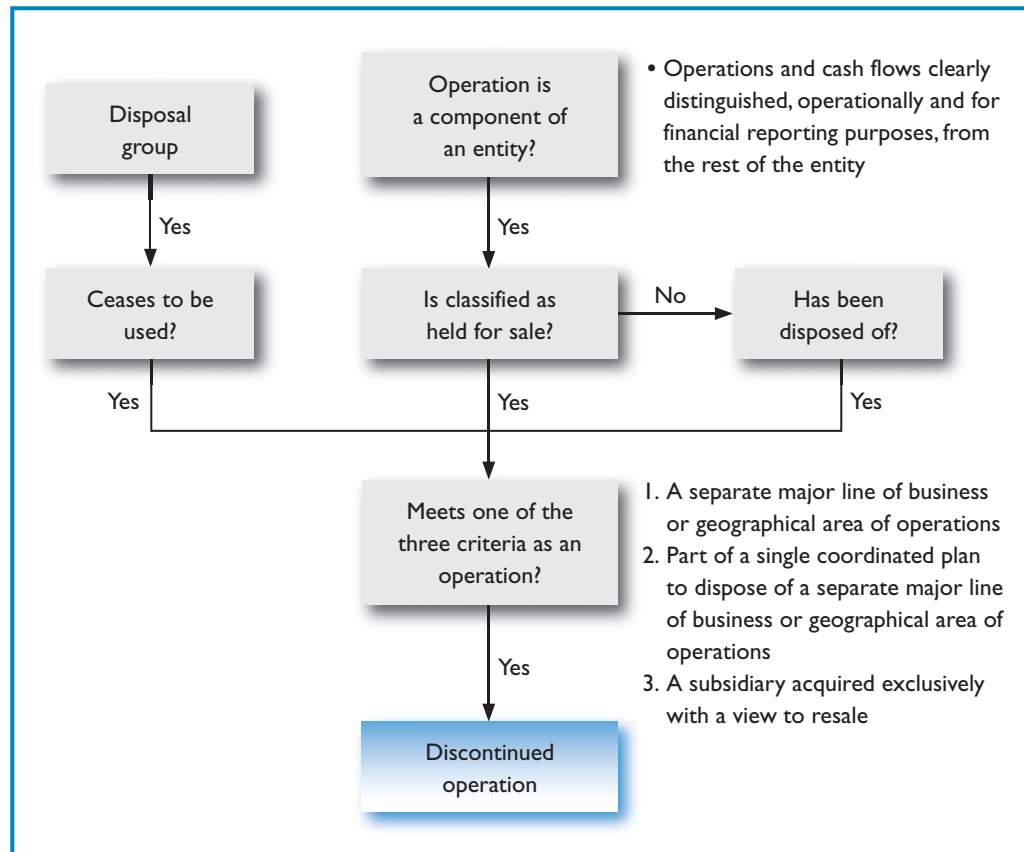 Disposal
group
Operation is
a component of
an entity?
• Operations and cash flows clearly
distinguished, operationally and for
financial reporting purposes, from
the rest of the entity
Yes
Yes
Ceases to be
used?
Is classified as
held for sale?
No
Has been
disposed of?
Yes
Yes
Yes
Meets one of the
three criteria as an
operation?
1. A separate major line of business
or geographical area of operations
2. Part of a single coordinated plan
to dispose of a separate major line
of business or geographical area of
operations
3. A subsidiary acquired exclusively
with a view to resale
Yes
Discontinued
operation